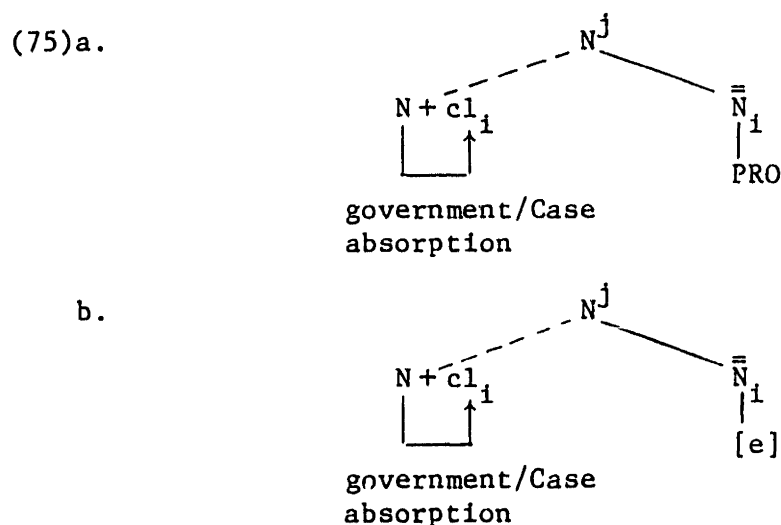 (75)a.
N^j
N + cl_i
N̿_i
PRO
government/Case
absorption
b.
N^j
N + cl_i
N̿_i
[e]
government/Case
absorption